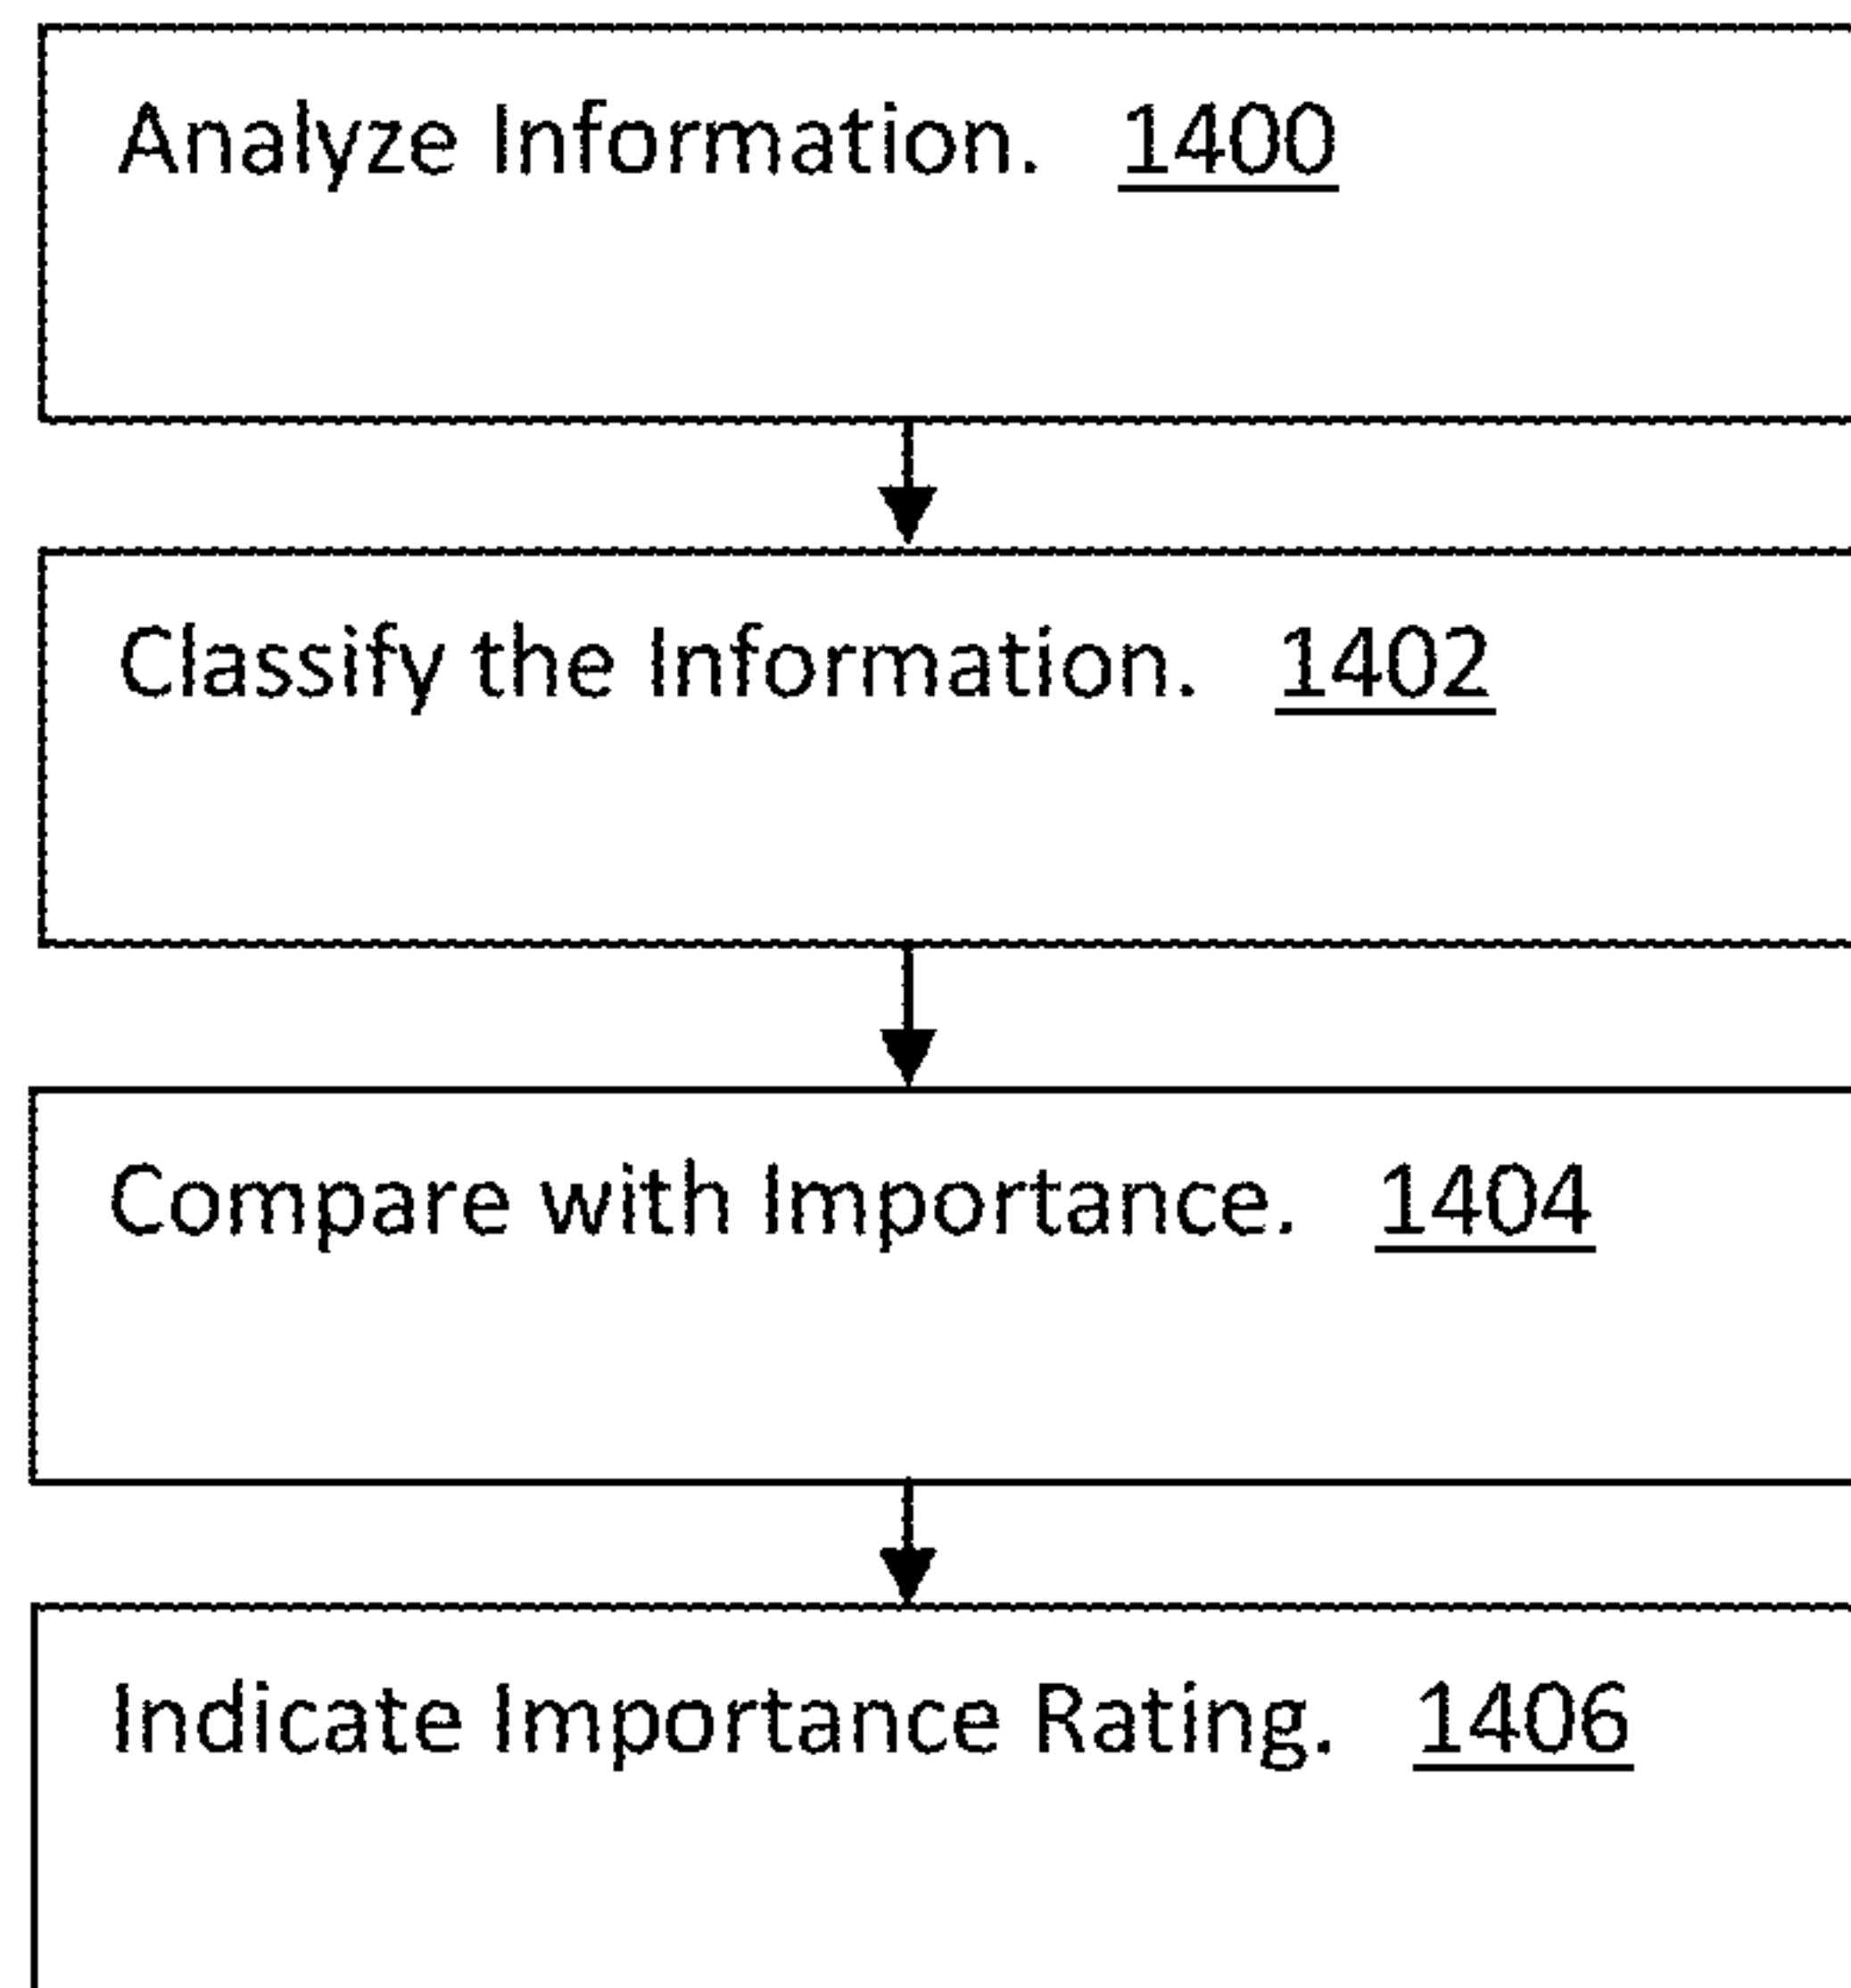 Analyze Information. 1400
Classify the Information. 1402
Compare with Importance. 1404
Indicate Importance Rating. 1406